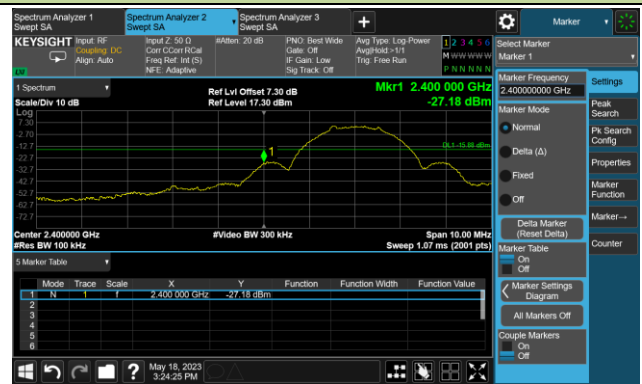 Spectrum Analyzer 1
Swept SA
Spectrum Analyzer 2
Swept SA
Spectrum Analyzer 3
Swept SA
+
Marker
KEYSIGHT
Input: RF
Coupling: DC
Align: Auto
Input Z: 50 Ω
Corr CCorr RCal
Freq Ref: Int (S)
NFE: Adaptive
#Atten: 20 dB
PNO: Best Wide
Gate: Off
IF Gain: Low
Sig Track: Off
Avg Type: Log-Power
Avg|Hold:>1/1
Trig: Free Run
1 2 3 4 5 6
M W W W W W
P N N N N N
LW
1 Spectrum
Scale/Div 10 dB
Log
Ref Lvl Offset 7.30 dB
Ref Level 17.30 dBm
Mkr1 2.400 000 GHz
-27.18 dBm
7.30
-2.70
-12.7
-22.7
-32.7
-42.7
-52.7
-62.7
-72.7
1
DL1 -15.88 dBm
Center 2.400000 GHz
#Res BW 100 kHz
#Video BW 300 kHz
Span 10.00 MHz
Sweep 1.07 ms (2001 pts)
5 Marker Table
Mode Trace Scale X Y Function Function Width Function Value
1 N 1 f 2.400 000 GHz -27.18 dBm
2
3
4
5
6
May 18, 2023
3:24:25 PM
Select Marker
Marker 1
Marker Frequency
2.400000000 GHz
Marker Mode
Normal
Delta (Δ)
Fixed
Off
Delta Marker
(Reset Delta)
Marker Table
On
Off
Marker Settings
Diagram
All Markers Off
Couple Markers
On
Off
Settings
Peak
Search
Pk Search
Config
Properties
Marker
Function
Marker→
Counter